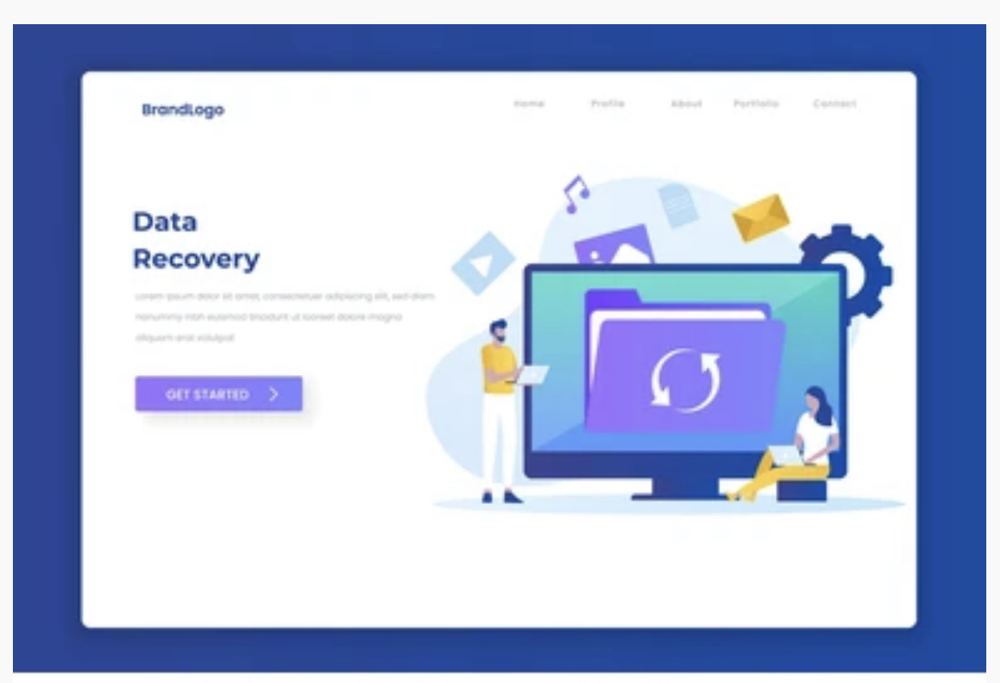 BrandLogo
Home Profile About Portfolio Contact
Data
Recovery
Lorem ipsum dolor sit amet, consectetuer adipiscing elit, sed diam
nonummy nibh euismod tincidunt ut laoreet dolore magna
aliquam erat volutpat
GET STARTED